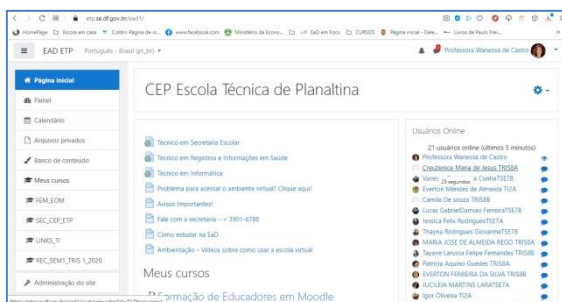 etp.se.df.gov.br/ead1/
HomePage
Escola em casa
Colibri Página de in...
www.facebook.com
Ministério da Econo...
--> EaD em Foco
CURSOS
Página inicial - Dele...
Livros de Paulo Frei...
EAD ETP
Português - Brasil (pt_br)
Professora Wanessa de Castro
Página inicial
Painel
Calendário
Arquivos privados
Banco de conteúdo
Meus cursos
FEM_EOM
SEC_CEP_ETP
LINKS_TI
REC_SEM1_TRIS 1_2020
Administração do site
CEP Escola Técnica de Planaltina
Técnico em Secretaria Escolar
Técnico em Registros e Informações em Saúde
Técnico em Informática
Problema para acessar o ambiente virtual? Clique aqui!
Avisos Importantes!
Fale com a secretaria --> 3901-6788
Como estudar na EaD
Ambientação - Vídeos sobre como usar a escola virtual
Meus cursos
Formação de Educadores em Moodle
Usuários Online
21 usuários online (últimos 5 minutos)
Professora Wanessa de Castro
Creuzenice Maria de Jesus TRIS8A
23 segundos
Cunha TSE7B
Everton Mendes de Almeida TI2A
Camila De souza TRIS8B
Lucas GabrielDamias FerreiraTSE7B
Jessica Felix RodriguesTSE7A
Thayna Rodrigues GiovanneTSE7B
MARIA JOSE DE ALMEIDA REGO TRIS8A
Tayane Larussa Felipe Fernandes TRIS8B
Patricia Aquino Guedes TRIS8A
EVERTON FERREIRA DA SILVA TRIS8B
JUCILEIA MARTINS LARATSE7A
Igor Oliveira TI2A